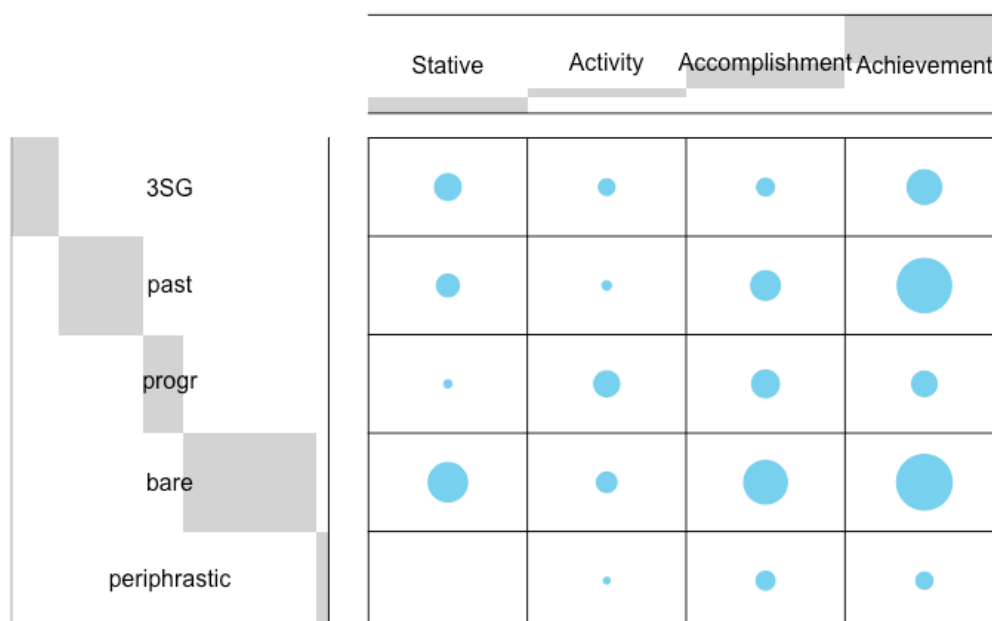 Stative Activity Accomplishment Achievement
3SG
past
progr
bare
periphrastic